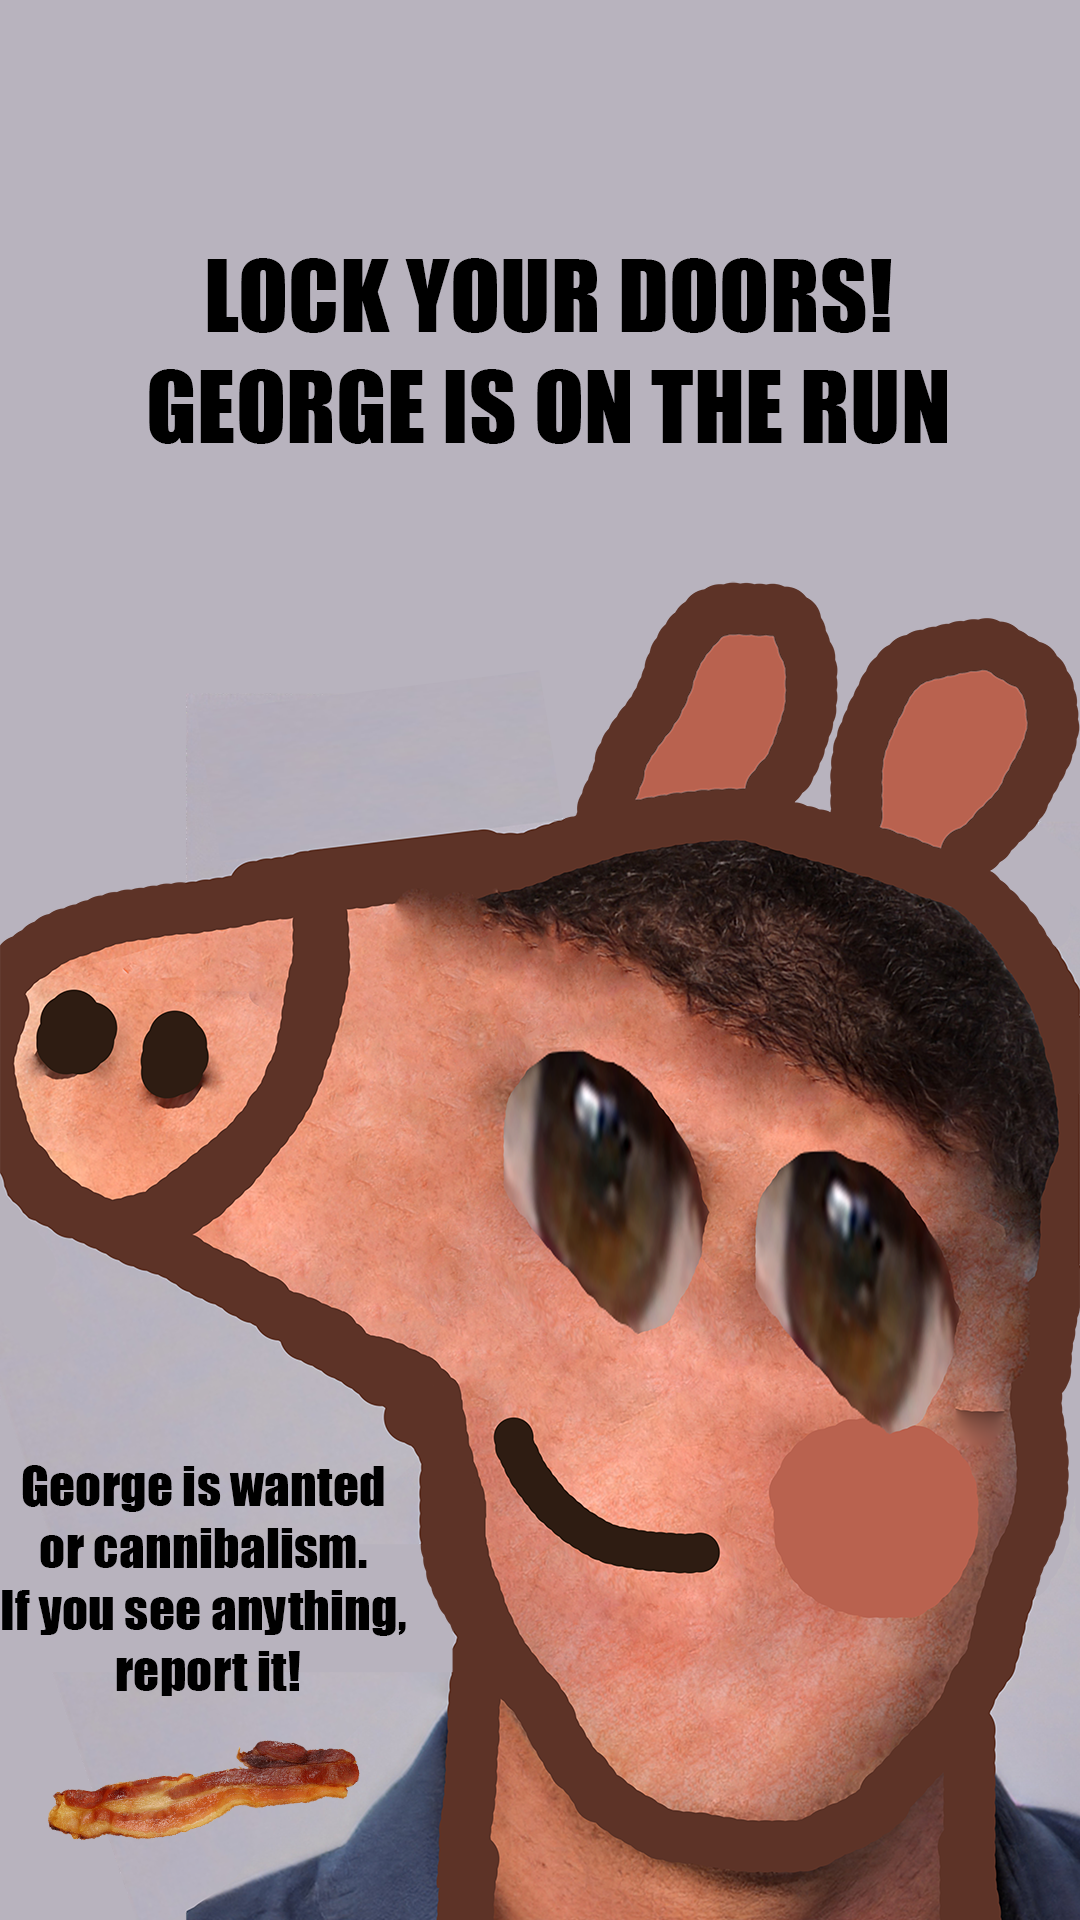 LOCK YOUR DOORS!
GEORGE IS ON THE RUN
George is wanted
or cannibalism.
If you see anything,
report it!